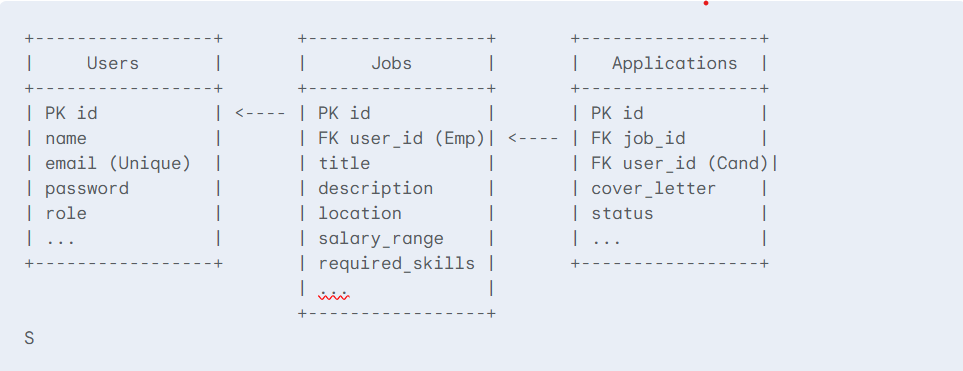 +-----------------+       +-----------------+       +-----------------+
|     Users       |       |      Jobs       |       |   Applications  |
+-----------------+       +-----------------+       +-----------------+
| PK id           | <---- | PK id           |       | PK id           |
| name            |       | FK user_id (Emp)| <---- | FK job_id       |
| email (Unique)  |       | title           |       | FK user_id (Cand)|
| password        |       | description     |       | cover_letter    |
| role            |       | location        |       | status          |
| ...             |       | salary_range    |       | ...             |
+-----------------+       | required_skills |       +-----------------+
                          | ...             |
                          +-----------------+
S